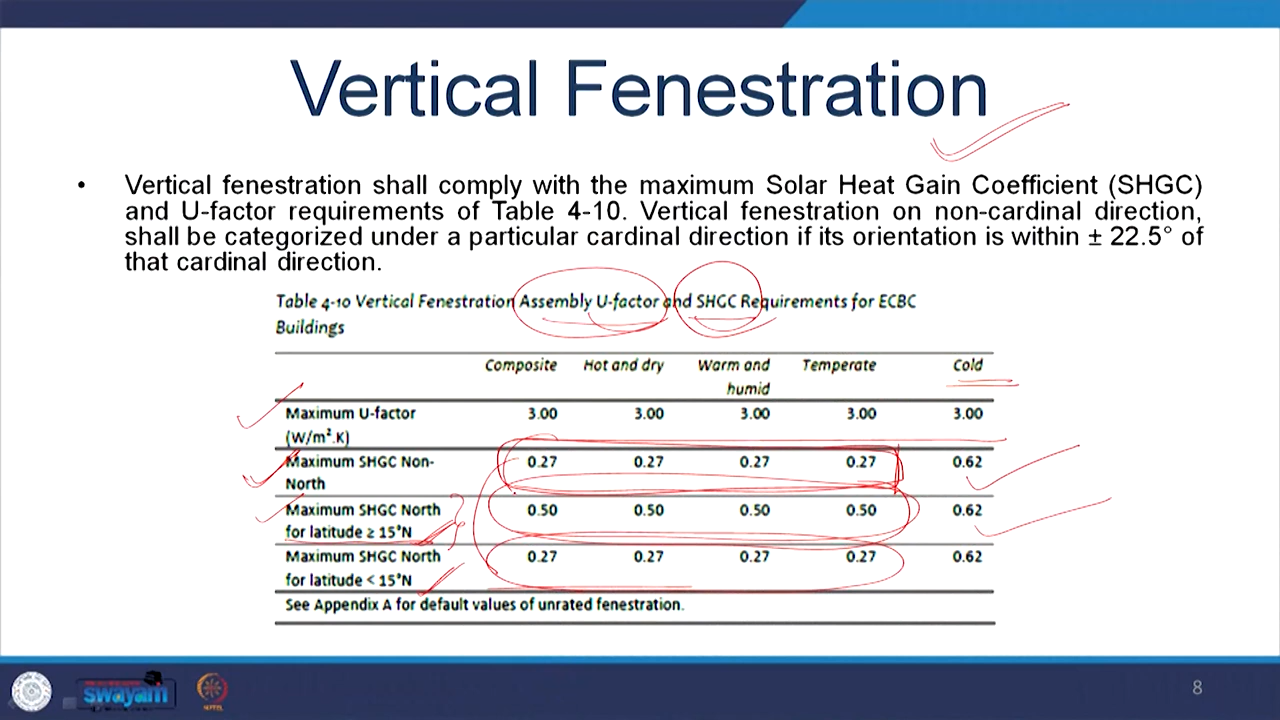 Vertical Fenestration
• Vertical fenestration shall comply with the maximum Solar Heat Gain Coefficient (SHGC)
and U-factor requirements of Table 4-10. Vertical fenestration on non-cardinal direction,
shall be categorized under a particular cardinal direction if its orientation is within ± 22.5° of
that cardinal direction.
Table 4-10 Vertical Fenestration Assembly U-factor and SHGC Requirements for ECBC
Buildings
Composite Hot and dry Warm and humid Temperate Cold
Maximum U-factor (W/m².K) 3.00 3.00 3.00 3.00 3.00
Maximum SHGC Non-North 0.27 0.27 0.27 0.27 0.62
Maximum SHGC North for latitude ≥ 15°N 0.50 0.50 0.50 0.50 0.62
Maximum SHGC North for latitude < 15°N 0.27 0.27 0.27 0.27 0.62
See Appendix A for default values of unrated fenestration.
swayam
8